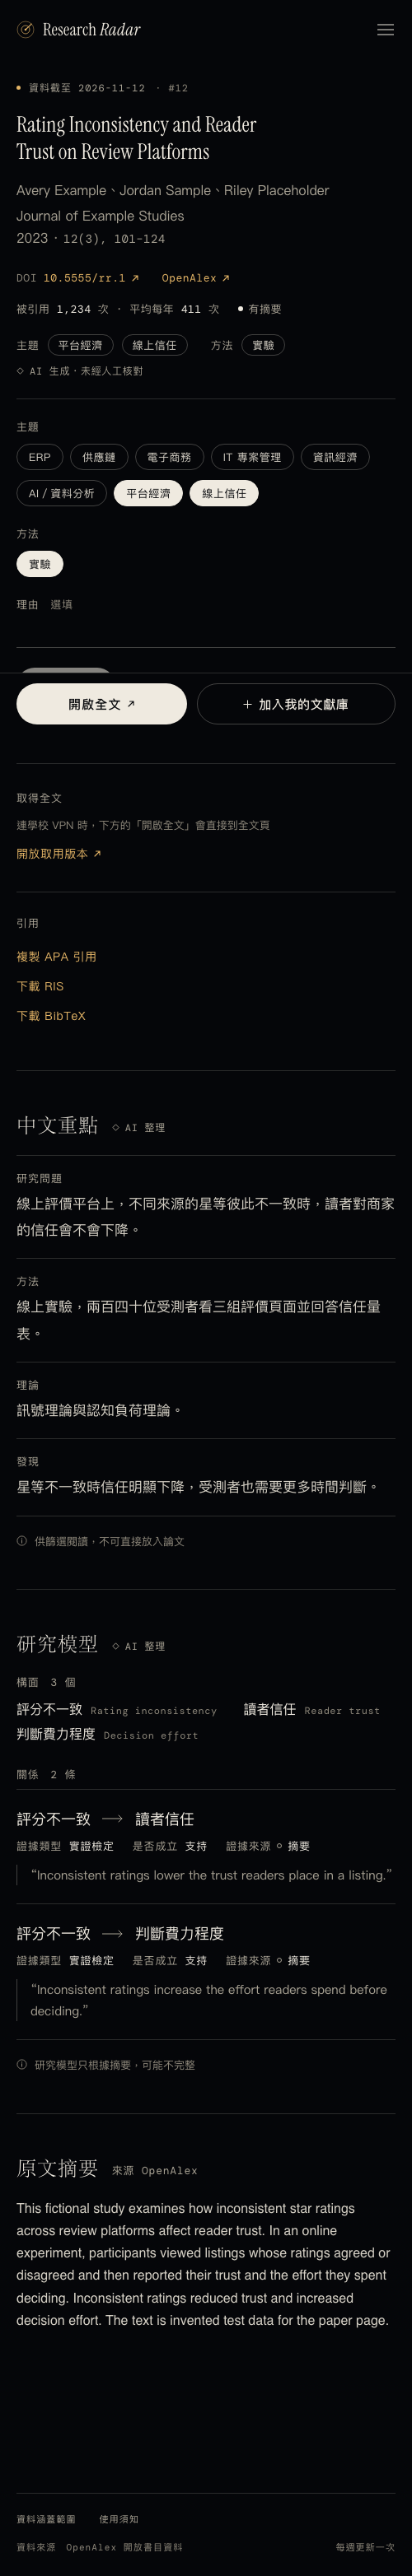 Research Radar
資料截至 2026-11-12 · #12
Rating Inconsistency and Reader
Trust on Review Platforms
Avery Example、Jordan Sample、Riley Placeholder
Journal of Example Studies
2023 · 12(3), 101–124
DOI 10.5555/rr.1 ↗ OpenAlex ↗
被引用 1,234 次 · 平均每年 411 次 有摘要
主題 平台經濟 線上信任 方法 實驗
◇ AI 生成·未經人工核對
主題
ERP 供應鏈 電子商務 IT 專案管理 資訊經濟
AI / 資料分析 平台經濟 線上信任
方法
實驗
理由 選填
開啟全文 ↗ ＋ 加入我的文獻庫
取得全文
連學校 VPN 時，下方的「開啟全文」會直接到全文頁
開放取用版本 ↗
引用
複製 APA 引用
下載 RIS
下載 BibTeX
中文重點 ◇ AI 整理
研究問題
線上評價平台上，不同來源的星等彼此不一致時，讀者對商家
的信任會不會下降。
方法
線上實驗，兩百四十位受測者看三組評價頁面並回答信任量
表。
理論
訊號理論與認知負荷理論。
發現
星等不一致時信任明顯下降，受測者也需要更多時間判斷。
ⓘ 供篩選閱讀，不可直接放入論文
研究模型 ◇ AI 整理
構面 3 個
評分不一致 Rating inconsistency 讀者信任 Reader trust
判斷費力程度 Decision effort
關係 2 條
評分不一致 → 讀者信任
證據類型 實證檢定 是否成立 支持 證據來源 ○ 摘要
“Inconsistent ratings lower the trust readers place in a listing.”
評分不一致 → 判斷費力程度
證據類型 實證檢定 是否成立 支持 證據來源 ○ 摘要
“Inconsistent ratings increase the effort readers spend before
deciding.”
ⓘ 研究模型只根據摘要，可能不完整
原文摘要 來源 OpenAlex
This fictional study examines how inconsistent star ratings
across review platforms affect reader trust. In an online
experiment, participants viewed listings whose ratings agreed or
disagreed and then reported their trust and the effort they spent
deciding. Inconsistent ratings reduced trust and increased
decision effort. The text is invented test data for the paper page.
資料涵蓋範圍 使用須知
資料來源 OpenAlex 開放書目資料 每週更新一次